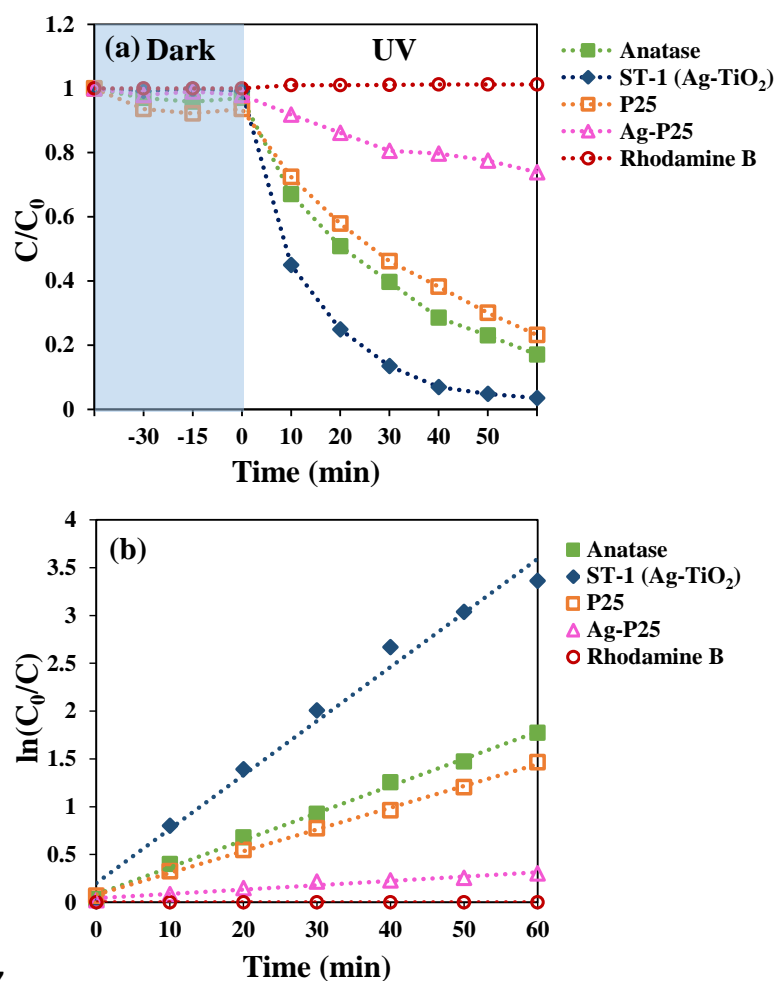 (a) Dark UV
1.2
1
0.8
0.6
0.4
0.2
0
C/C₀
-30 -15 0 10 20 30 40 50
Time (min)
Anatase
ST-1 (Ag-TiO₂)
P25
Ag-P25
Rhodamine B
(b)
4
3.5
3
2.5
2
1.5
1
0.5
0
ln(C₀/C)
0 10 20 30 40 50 60
Time (min)
Anatase
ST-1 (Ag-TiO₂)
P25
Ag-P25
Rhodamine B